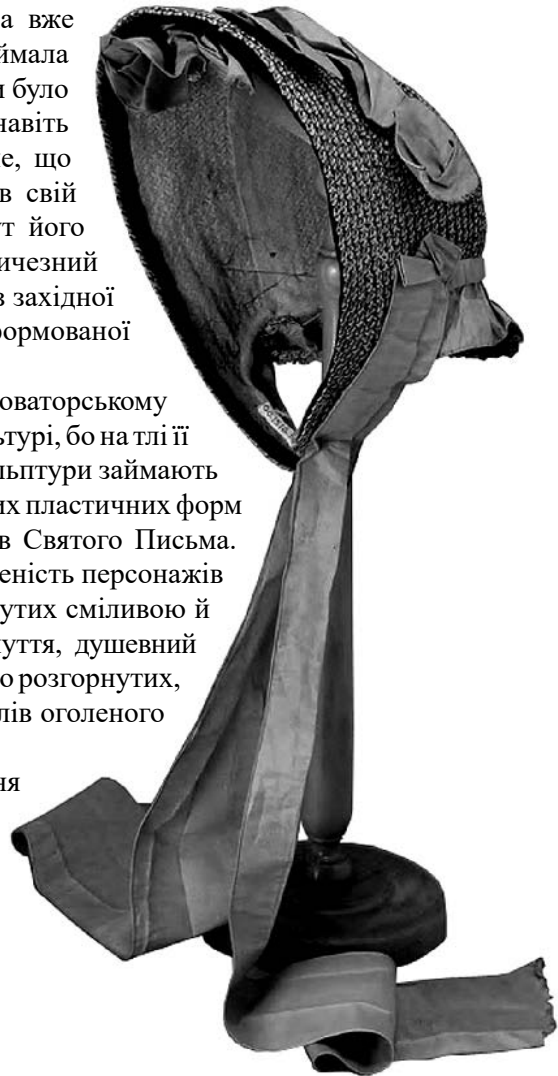 а вже
ймала
и було
навіть
е, що
в свій
ут його
ичезний
в західної
формованої
оваторському
ьтурі, бо на тлі її
льптури займають
их пластичних форм
в Святого Письма.
еність персонажів
утих сміливою й
уття, душевний
о розгорнутих,
лів оголеного
ня